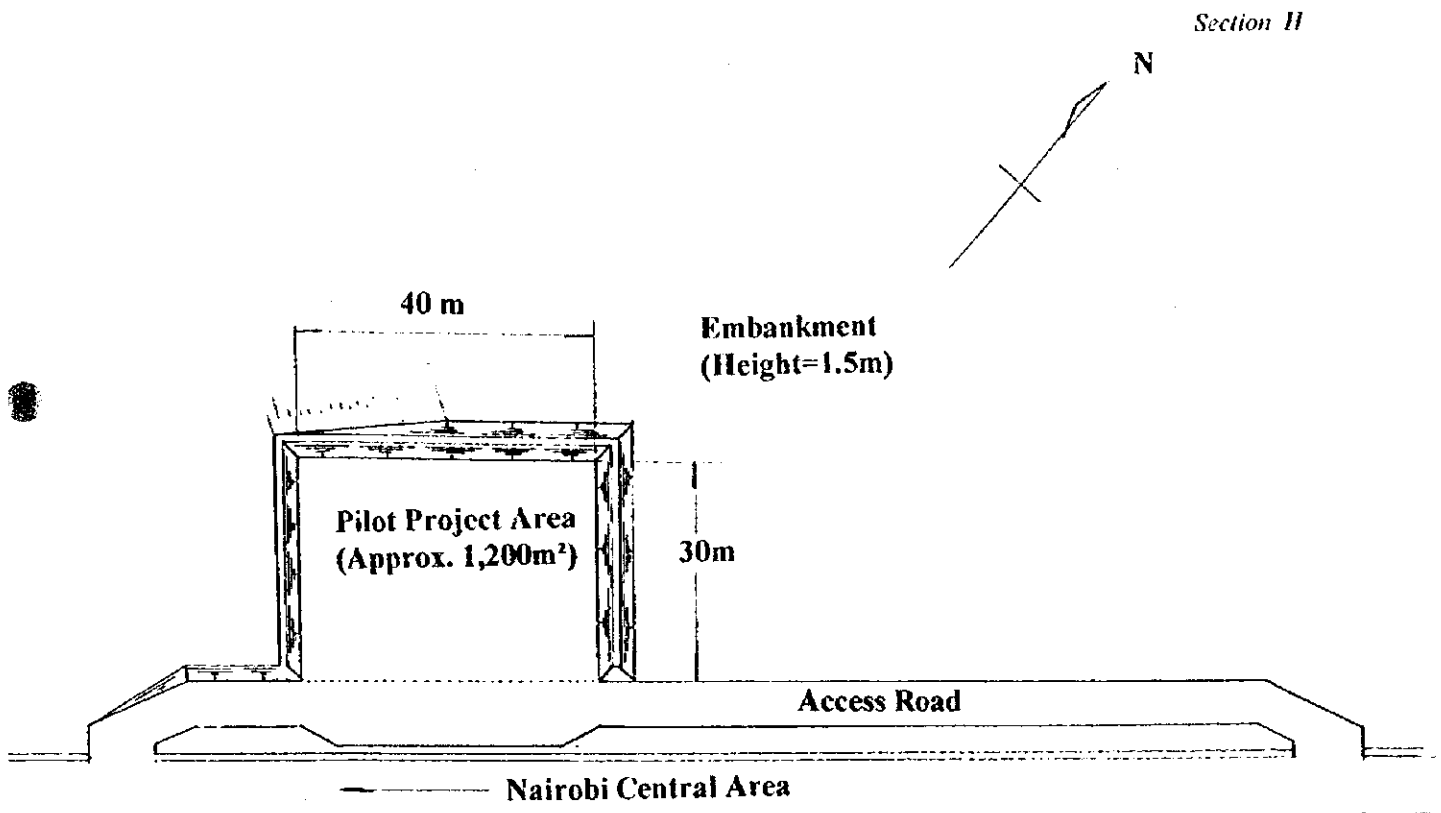 Section II
N
40 m
Embankment
(Height=1.5m)
Pilot Project Area
(Approx. 1,200m²)
30m
Access Road
Nairobi Central Area